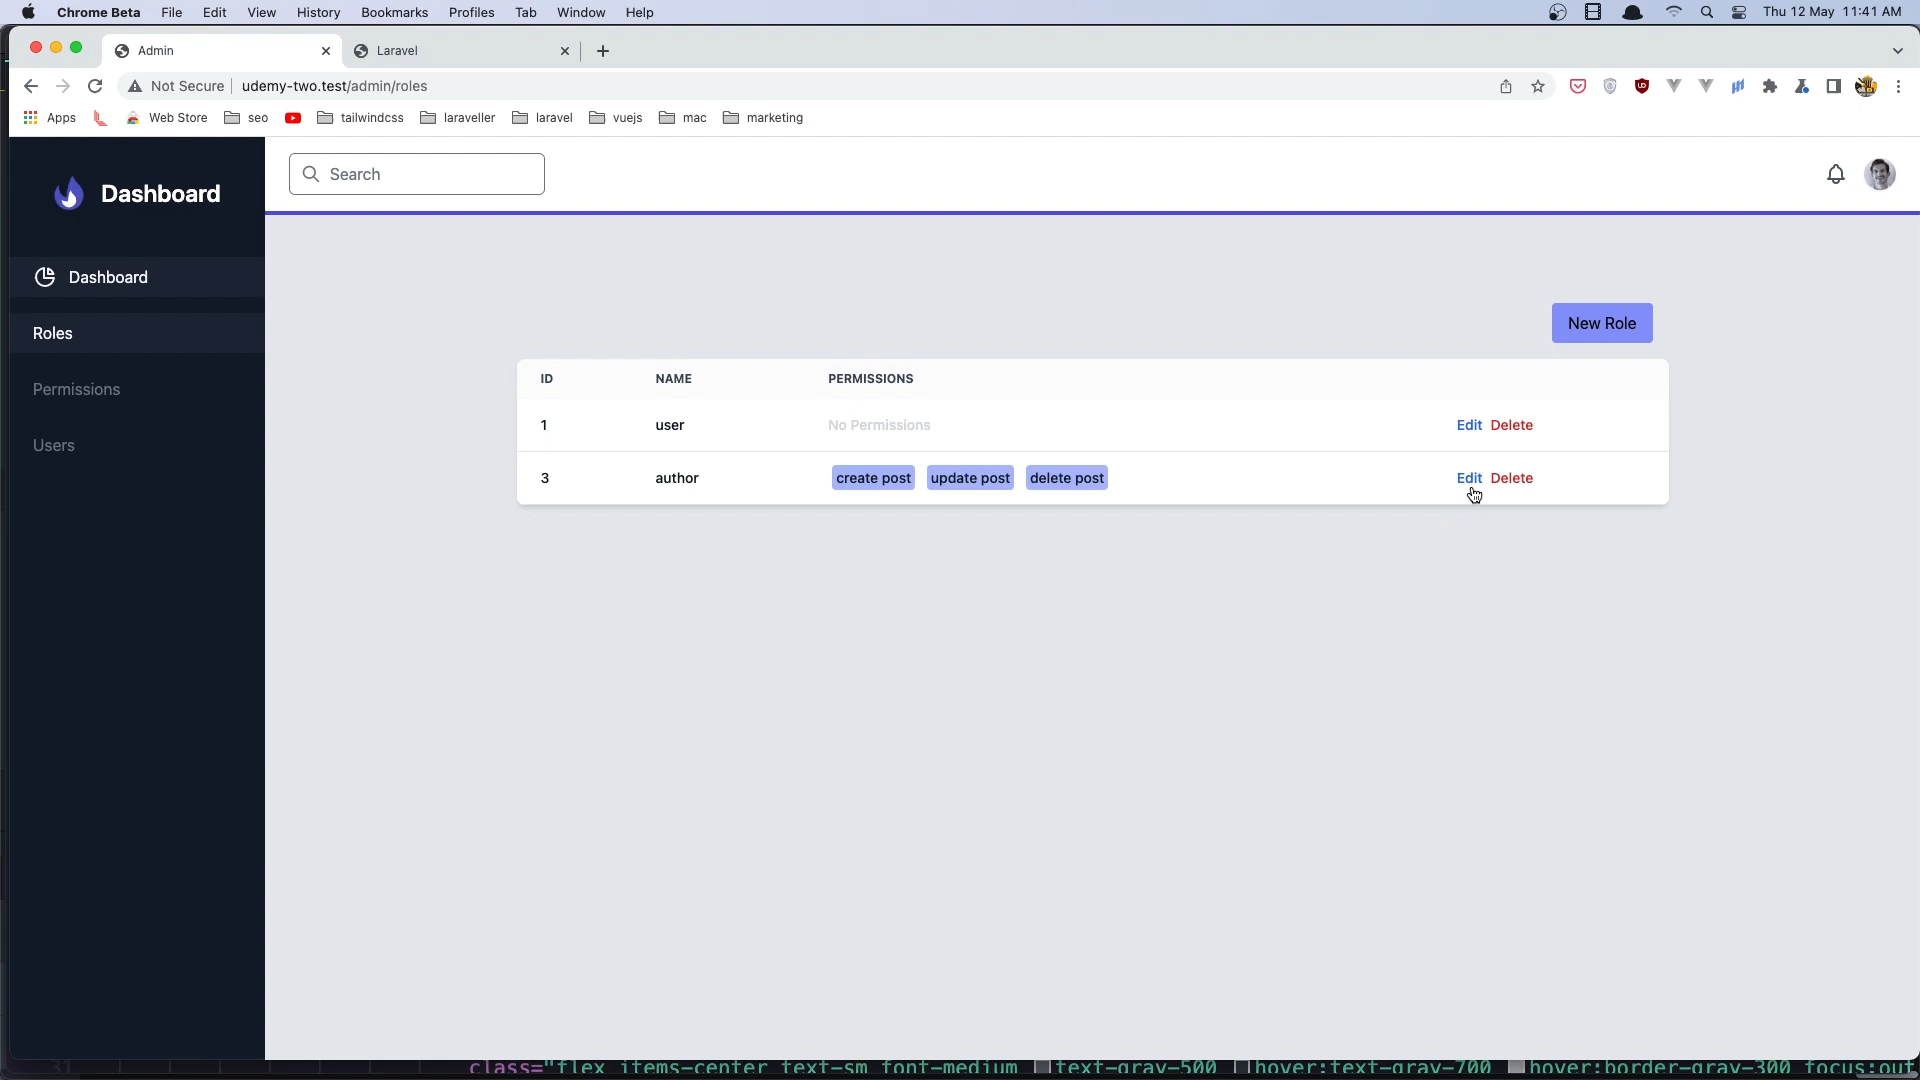 Chrome Beta File Edit View History Bookmarks Profiles Tab Window Help Thu 12 May 11:41 AM
Admin Laravel
Not Secure udemy-two.test/admin/roles
Apps Web Store seo tailwindcss laraveller laravel vuejs mac marketing
Dashboard
Search
Dashboard
Roles
Permissions
Users
New Role
ID NAME PERMISSIONS
1 user No Permissions Edit Delete
3 author create post update post delete post Edit Delete
31 class="flex items-center text-sm font-medium text-gray-500 hover:text-gray-700 hover:border-gray-300 focus:out